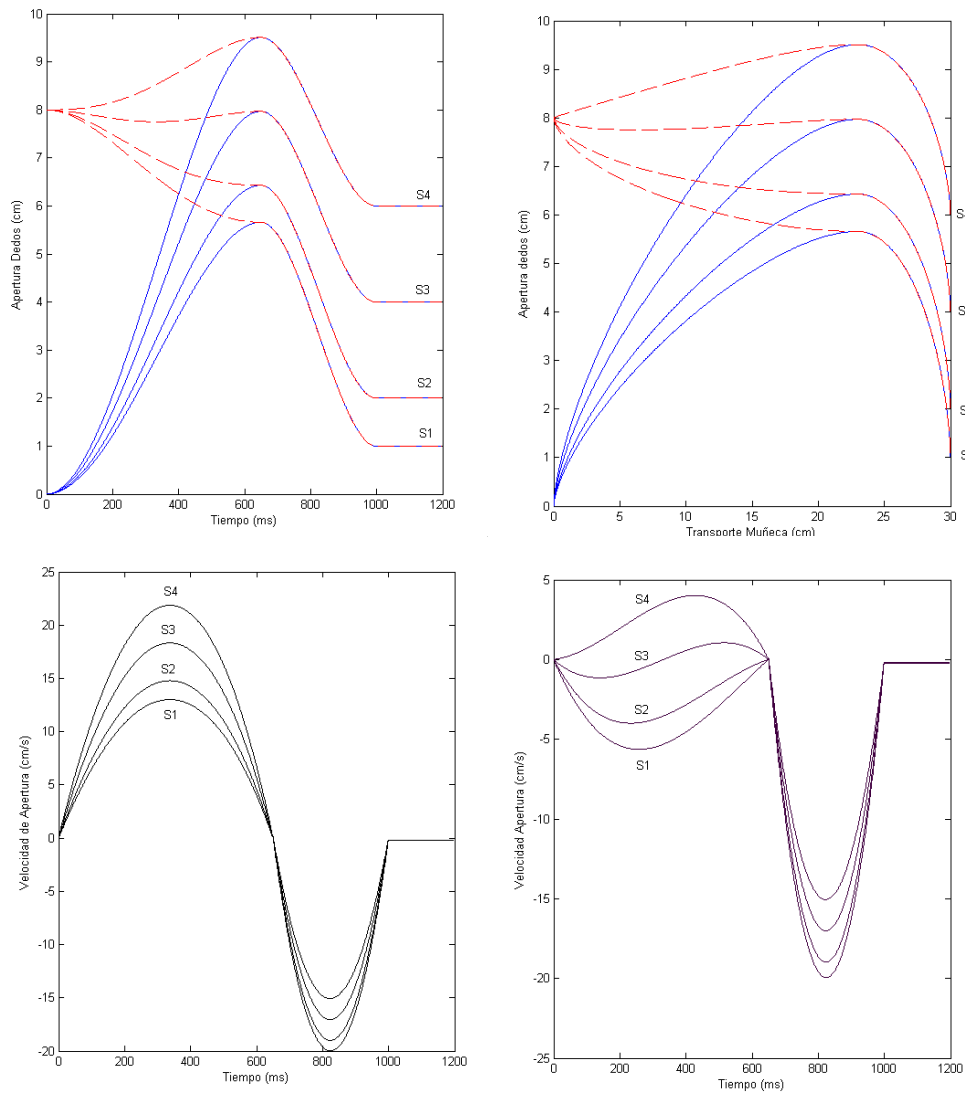 10
9
8
7
6
5
4
3
2
1
0
Apertura Dedos (cm)
S4
S3
S2
S1
0 200 400 600 800 1000 1200
Tiempo (ms)
10
9
8
7
6
5
4
3
2
1
0
Apertura dedos (cm)
S
S
S
S
0 5 10 15 20 25 30
Transporte Muñeca (cm)
25
20
15
10
5
0
-5
-10
-15
-20
Velocidad de Apertura (cm/s)
S4
S3
S2
S1
0 200 400 600 800 1000 1200
Tiempo (ms)
5
0
-5
-10
-15
-20
-25
Velocidad Apertura (cm/s)
S4
S3
S2
S1
0 200 400 600 800 1000 1200
Tiempo (ms)